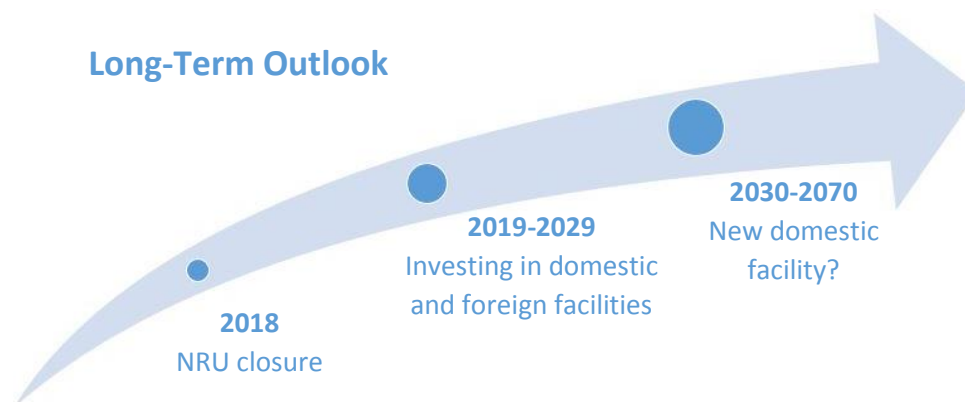 Long-Term Outlook
2018
NRU closure
2019-2029
Investing in domestic
and foreign facilities
2030-2070
New domestic
facility?